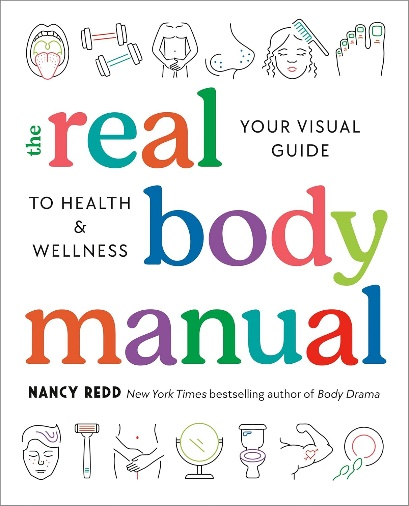 the real
YOUR VISUAL
GUIDE
TO HEALTH
&
WELLNESS
body
manual
NANCY REDD New York Times bestselling author of Body Drama